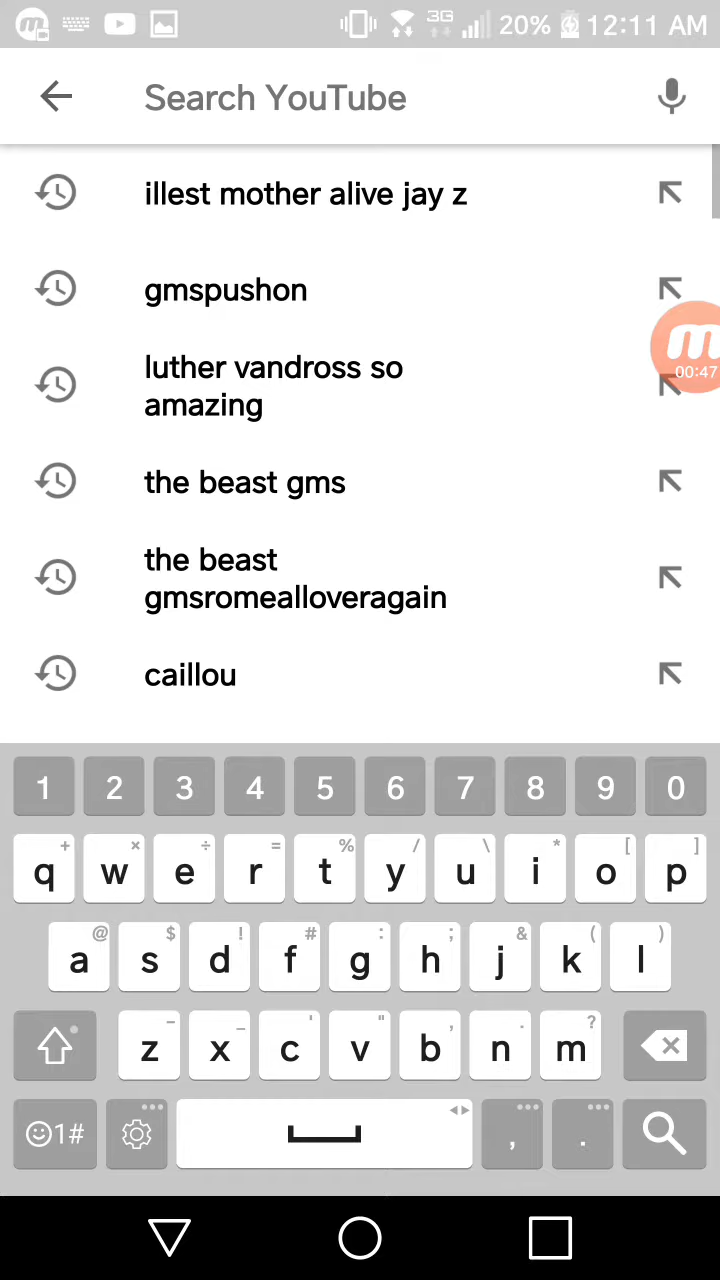 3G 20% 12:11 AM
Search YouTube
illest mother alive jay z
gmspushon
luther vandross so
amazing
the beast gms
the beast
gmsromealloveragain
caillou
m
00:47
1 2 3 4 5 6 7 8 9 0
+ × ÷ = % / \ * [ ]
q w e r t y u i o p
@ $ ! # : ; & ( )
a s d f g h j k l
- _ ' " , . ?
z x c v b n m
1# , .